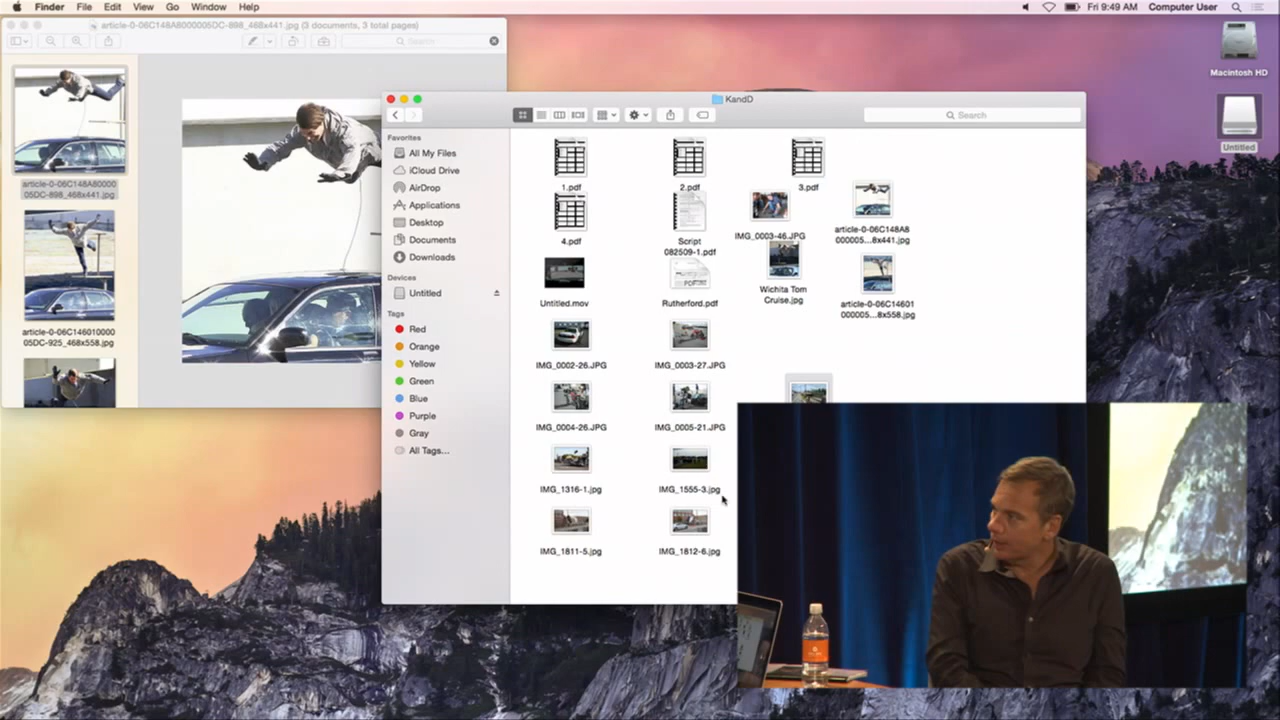 Finder File Edit View Go Window Help
Fri 9:49 AM Computer User
article-0-06C148A8000005DC-898_468x441.jpg (3 documents, 3 total pages)
Search
article-0-06C148A80000
05DC-898_468x441.jpg
article-0-06C146010000
05DC-925_468x558.jpg
KandD
Search
Favorites
All My Files
iCloud Drive
AirDrop
Applications
Desktop
Documents
Downloads
Devices
Untitled
Tags
Red
Orange
Yellow
Green
Blue
Purple
Gray
All Tags...
1.pdf
2.pdf
3.pdf
4.pdf
Script
082509-1.pdf
IMG_0003-46.JPG
article-0-06C148A8
000005...8x441.jpg
Untitled.mov
PDF
Rutherford.pdf
Wichita Tom
Cruise.jpg
article-0-06C14601
000005...8x558.jpg
IMG_0002-26.JPG
IMG_0003-27.JPG
IMG_0004-26.JPG
IMG_0005-21.JPG
IMG_1316-1.jpg
IMG_1555-3.jpg
IMG_1811-5.jpg
IMG_1812-6.jpg
Macintosh HD
Untitled